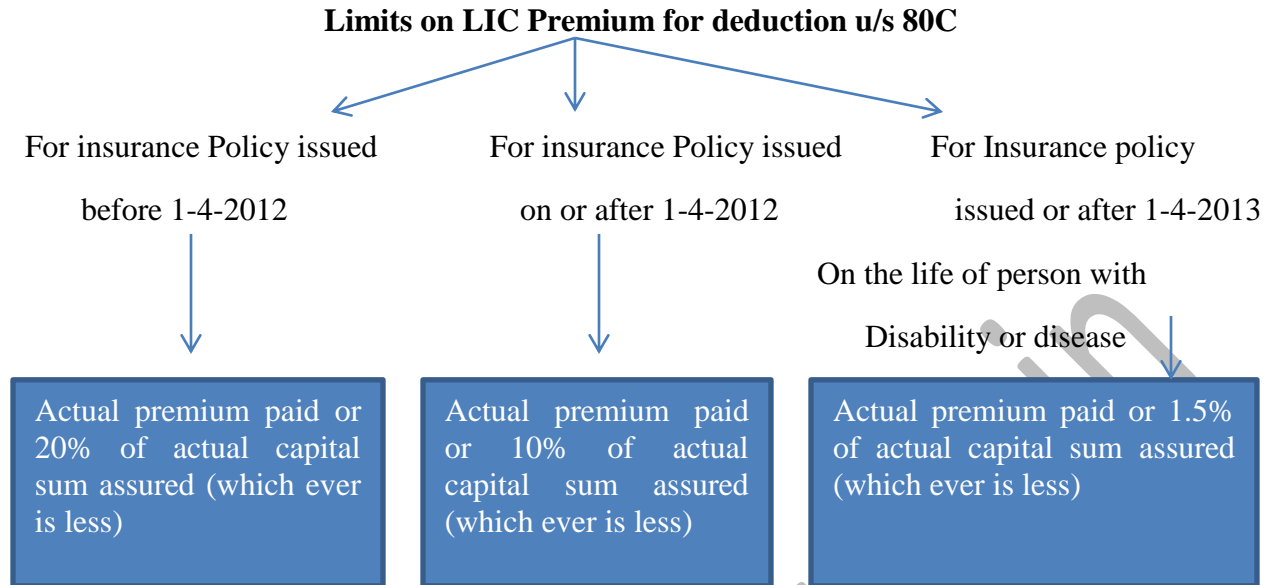 Limits on LIC Premium for deduction u/s 80C
For insurance Policy issued
before 1-4-2012
For insurance Policy issued
on or after 1-4-2012
For Insurance policy
issued or after 1-4-2013
On the life of person with
Disability or disease
Actual premium paid or
20% of actual capital
sum assured (which ever
is less)
Actual premium paid
or 10% of actual
capital sum assured
(which ever is less)
Actual premium paid or 1.5%
of actual capital sum assured
(which ever is less)
in